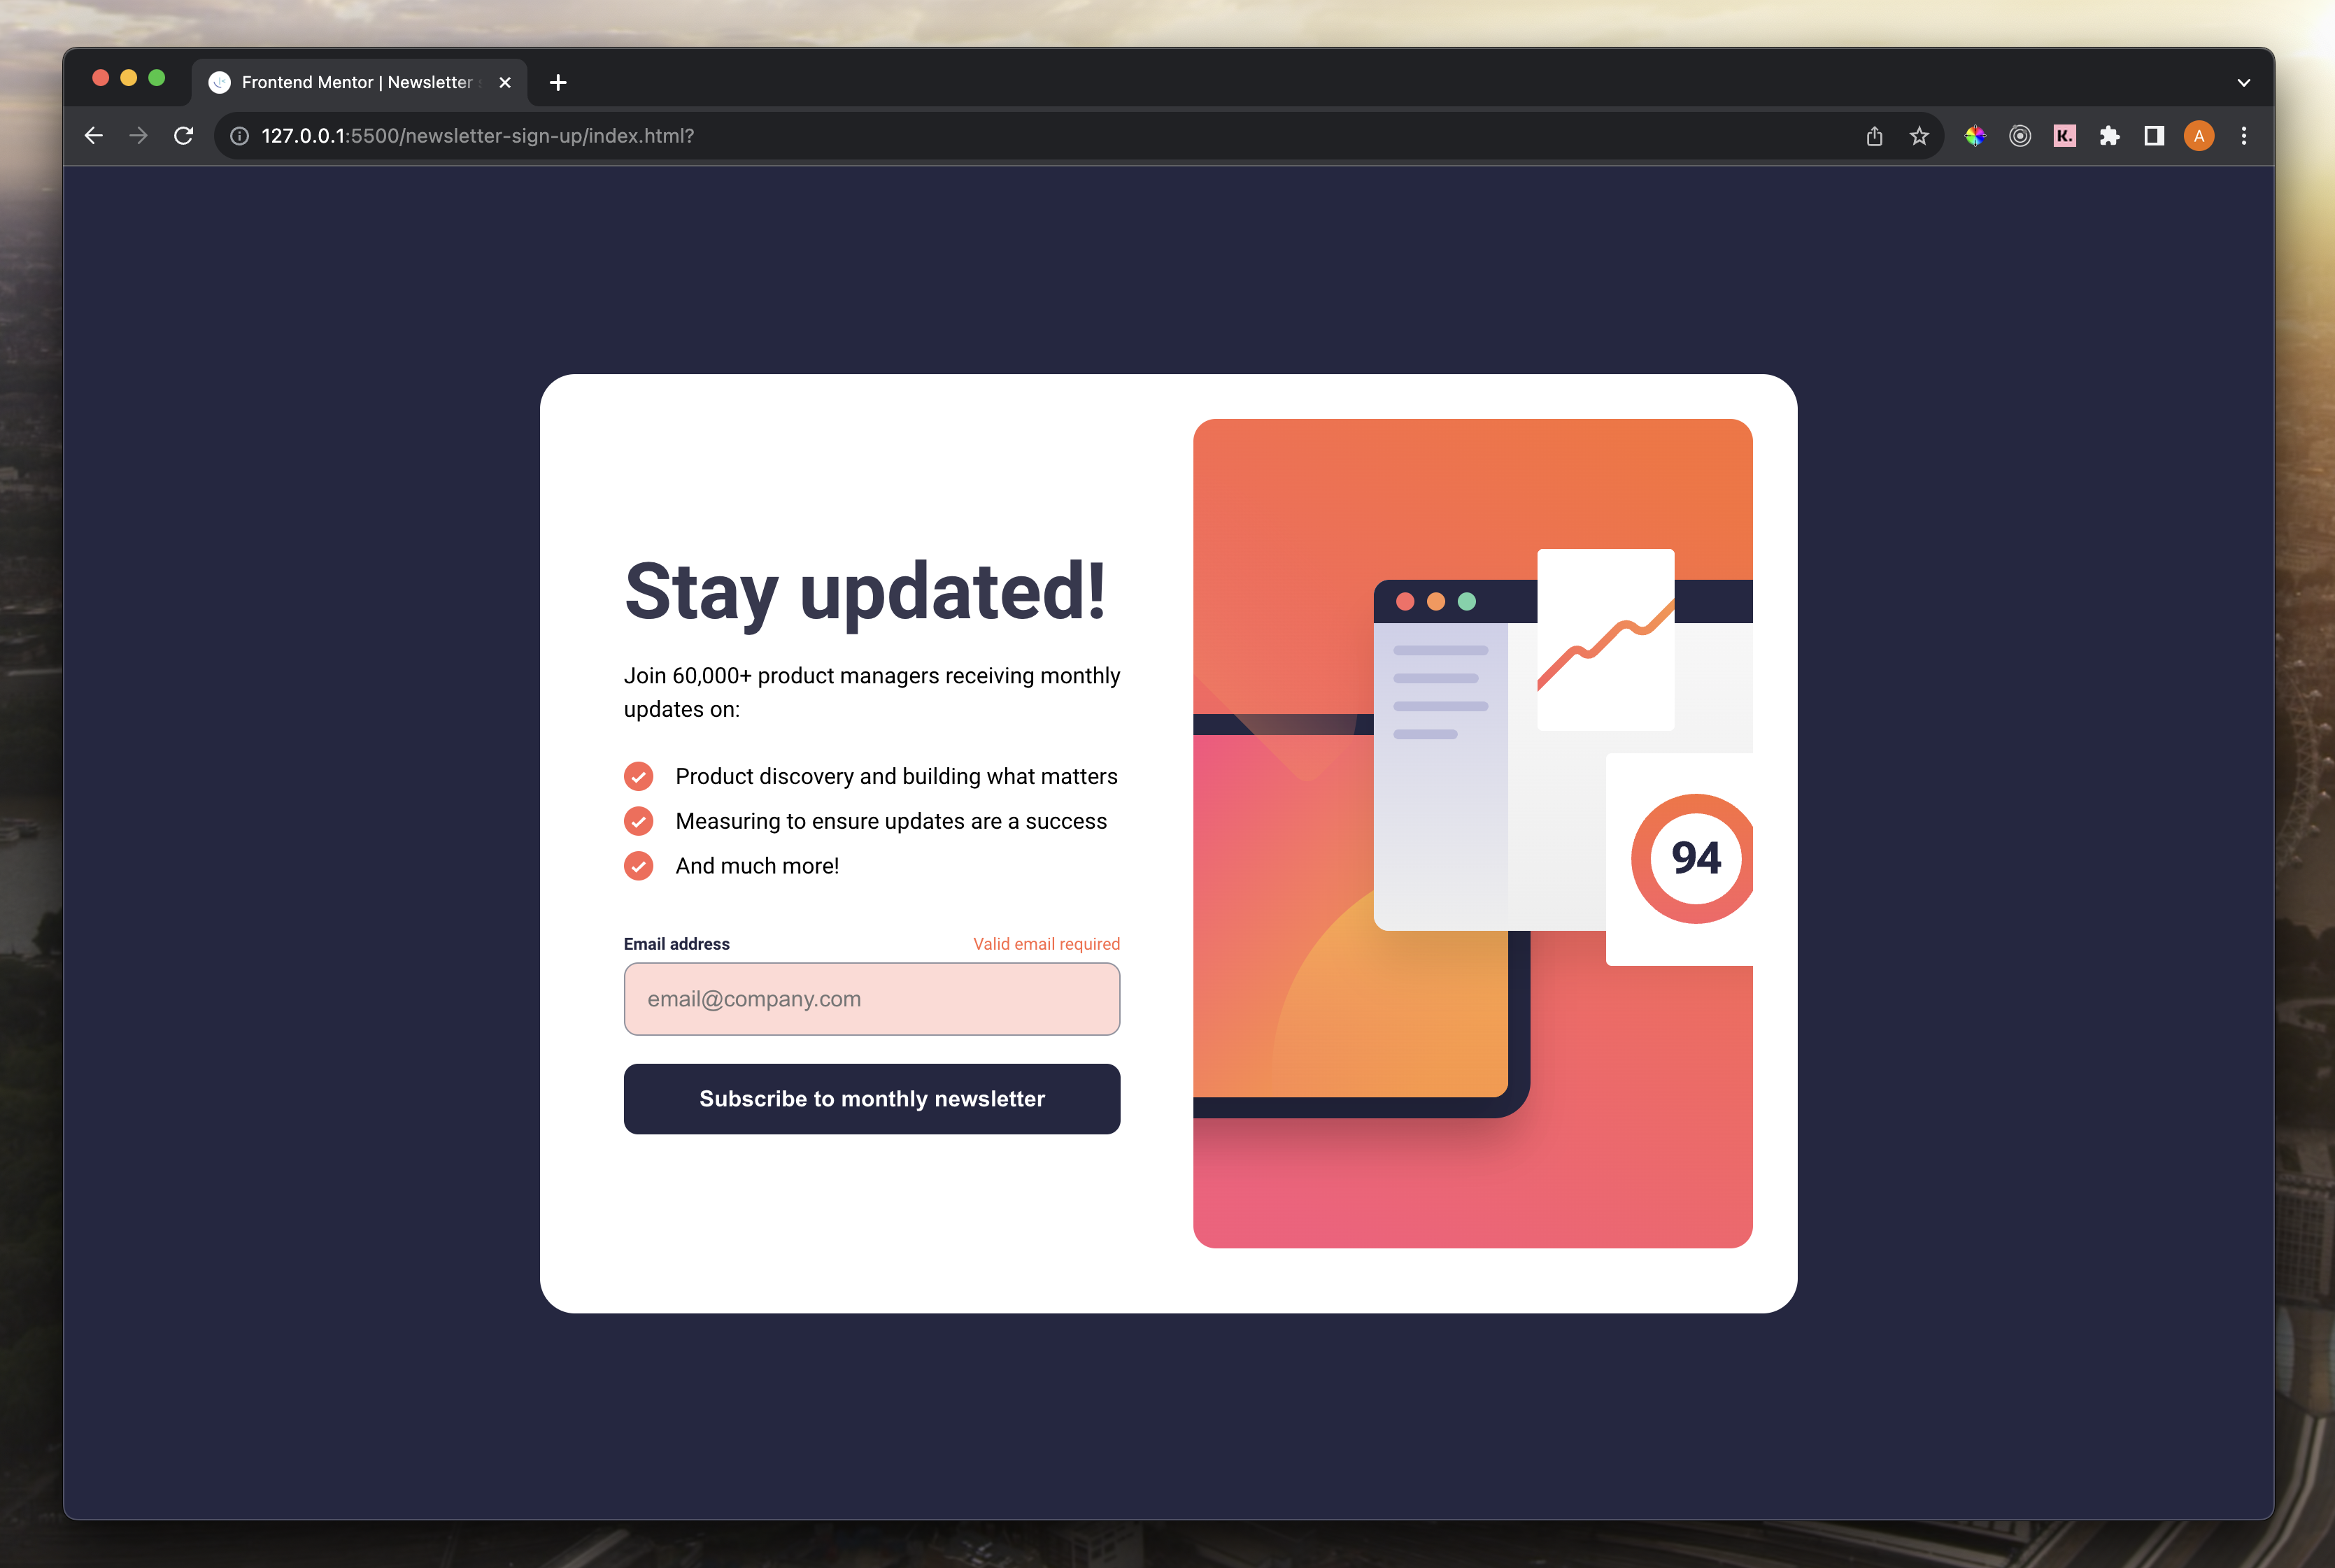 Frontend Mentor | Newsletter
127.0.0.1:5500/newsletter-sign-up/index.html?
K.
A
Stay updated!
Join 60,000+ product managers receiving monthly
updates on:
Product discovery and building what matters
Measuring to ensure updates are a success
And much more!
Email address
Valid email required
email@company.com
Subscribe to monthly newsletter
94